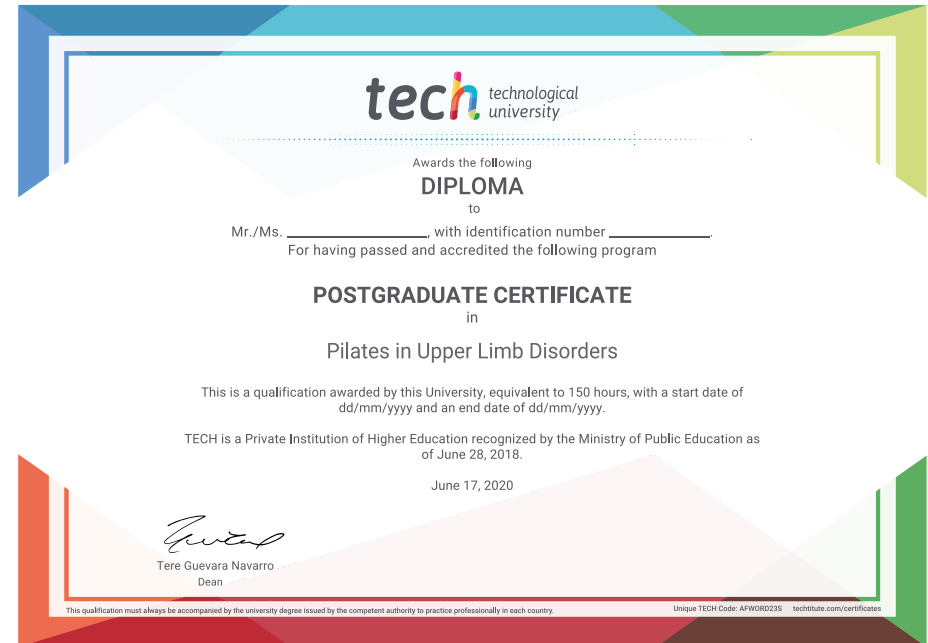 tech technological
university
Awards the following
DIPLOMA
to
Mr./Ms. ________________, with identification number ____________.
For having passed and accredited the following program
POSTGRADUATE CERTIFICATE
in
Pilates in Upper Limb Disorders
This is a qualification awarded by this University, equivalent to 150 hours, with a start date of
dd/mm/yyyy and an end date of dd/mm/yyyy.
TECH is a Private Institution of Higher Education recognized by the Ministry of Public Education as
of June 28, 2018.
June 17, 2020
Tere Guevara Navarro
Dean
This qualification must always be accompanied by the university degree issued by the competent authority to practice professionally in each country.
Unique TECH Code: AFWORD23S techtitute.com/certificates